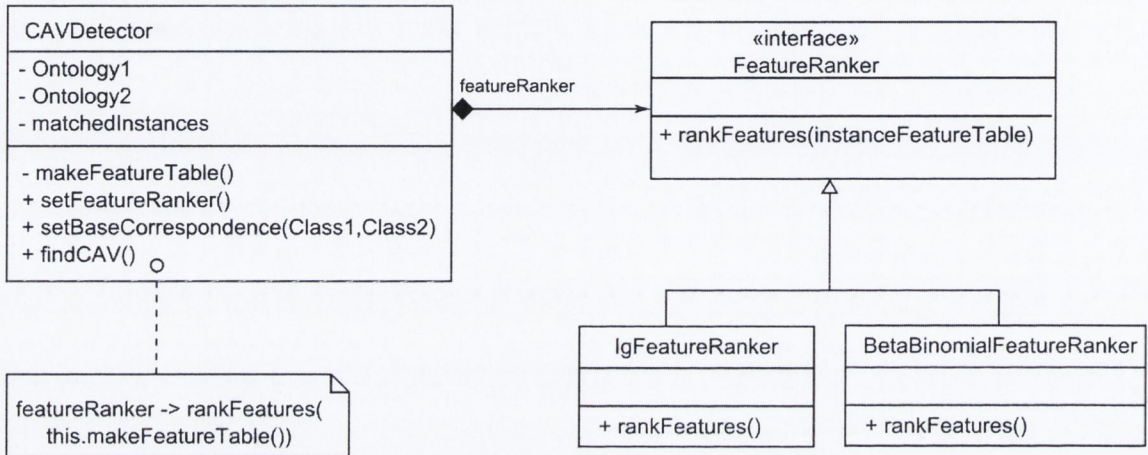 CAVDetector
- Ontology1
- Ontology2
- matchedInstances
- makeFeatureTable()
+ setFeatureRanker()
+ setBaseCorrespondence(Class1,Class2)
+ findCAV()
featureRanker -> rankFeatures(
this.makeFeatureTable())
featureRanker
«interface»
FeatureRanker
+ rankFeatures(instanceFeatureTable)
IgFeatureRanker
+ rankFeatures()
BetaBinomialFeatureRanker
+ rankFeatures()